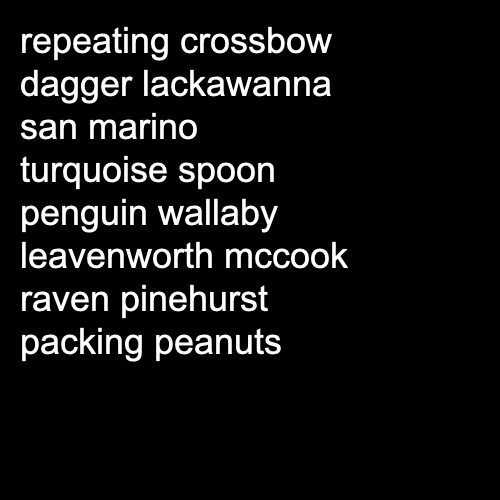 repeating crossbow
dagger lackawanna
san marino
turquoise spoon
penguin wallaby
leavenworth mccook
raven pinehurst
packing peanuts